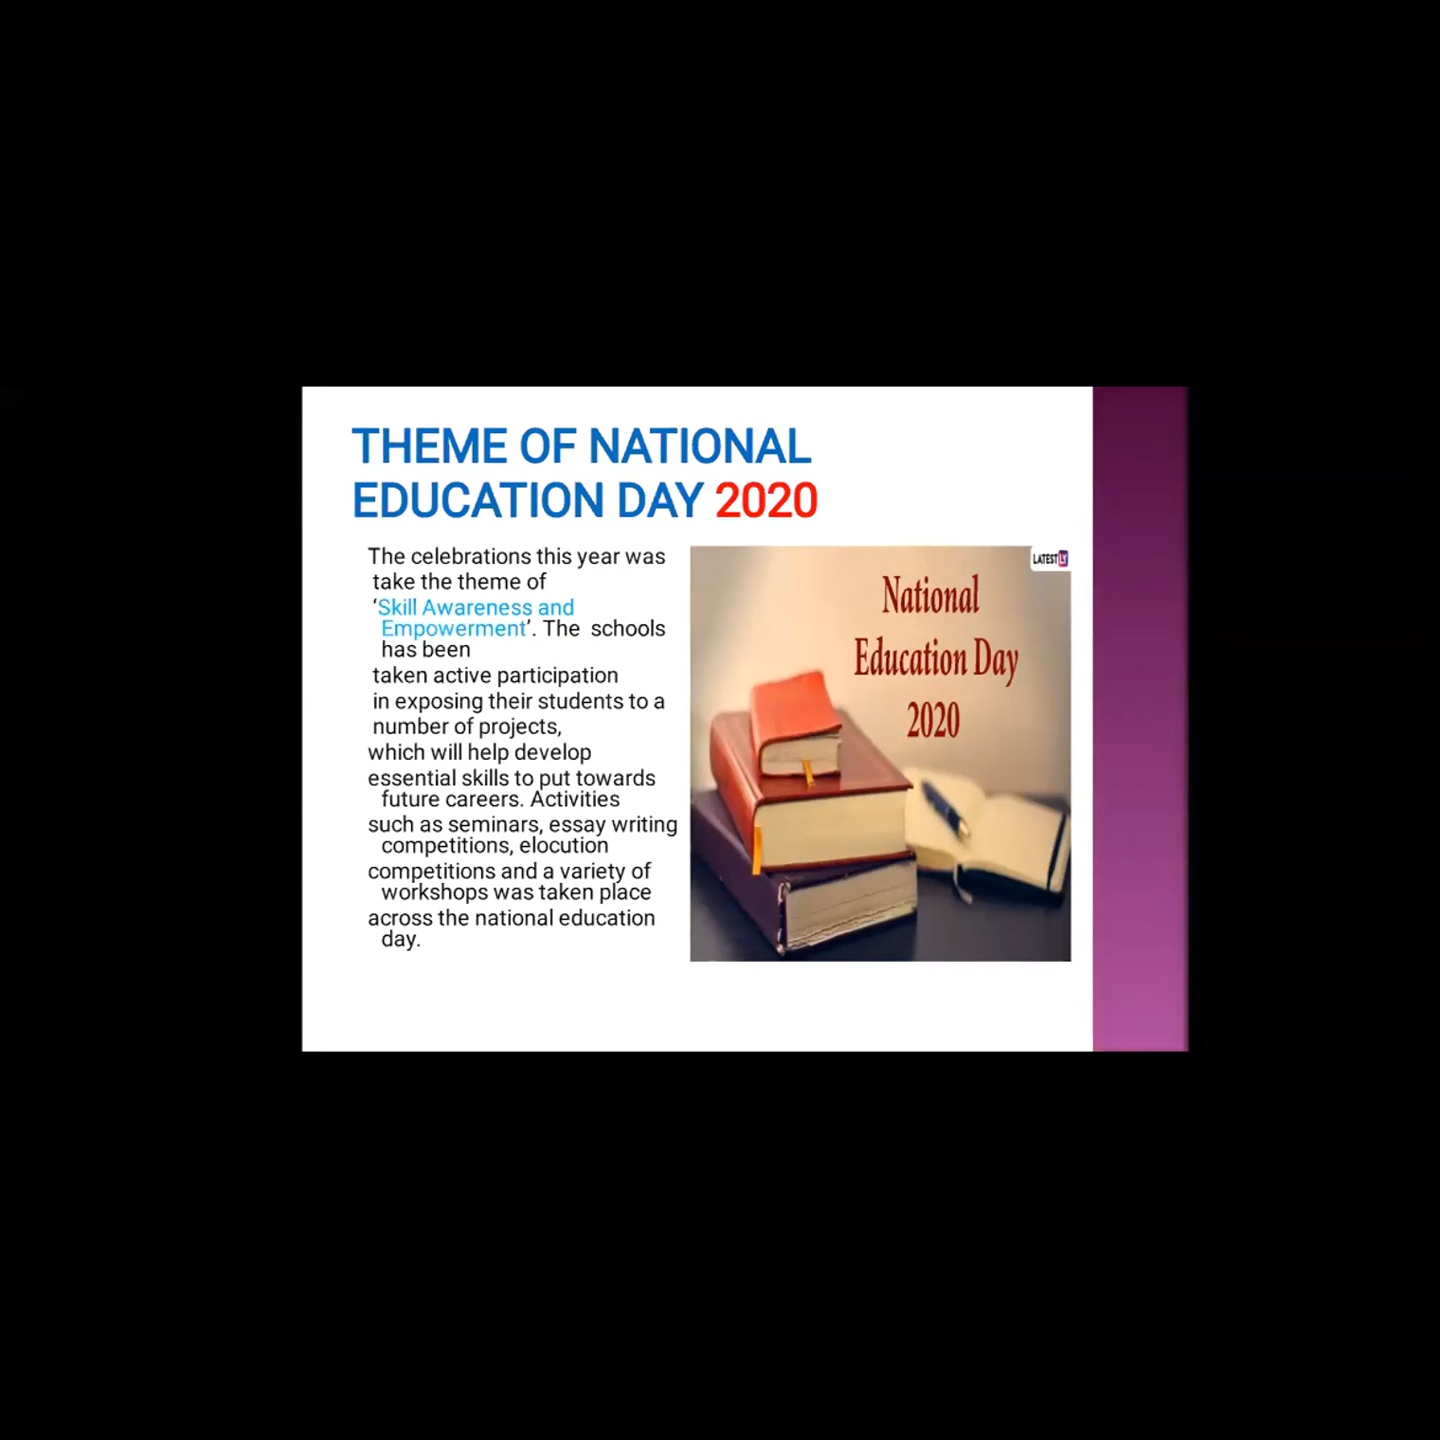 THEME OF NATIONAL
EDUCATION DAY 2020
The celebrations this year was
take the theme of
‘Skill Awareness and
Empowerment’. The schools
has been
taken active participation
in exposing their students to a
number of projects,
which will help develop
essential skills to put towards
future careers. Activities
such as seminars, essay writing
competitions, elocution
competitions and a variety of
workshops was taken place
across the national education
day.
LATESTLY
National
Education Day
2020